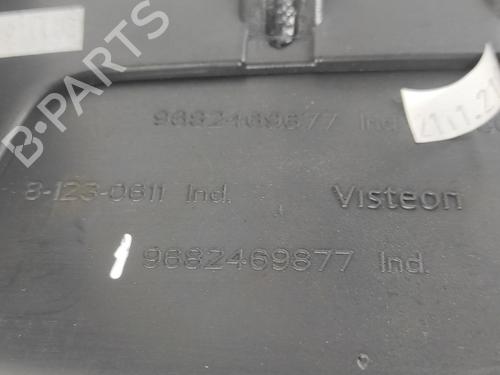 B-PARTS
9682469877 Ind
8-123-0611 Ind.
Visteon
9682469877 Ind.